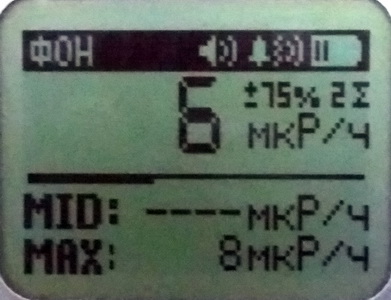 ФОН
6 ±75% 2Σ
мкР/ч
MID: ----мкР/ч
MAX: 8мкР/ч